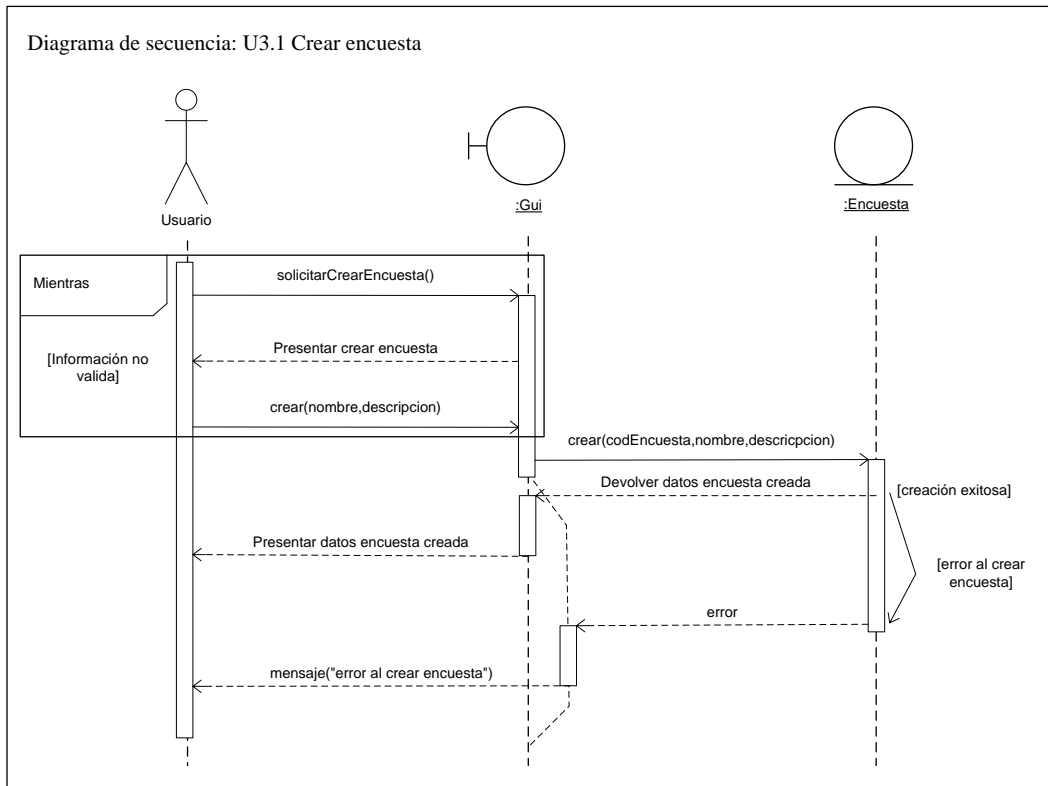 Diagrama de secuencia: U3.1 Crear encuesta
Usuario
:Gui
:Encuesta
Mientras
solicitarCrearEncuesta()
[Información no
valida]
Presentar crear encuesta
crear(nombre,descripcion)
crear(codEncuesta,nombre,descricpcion)
Devolver datos encuesta creada
[creación exitosa]
Presentar datos encuesta creada
[error al crear
encuesta]
error
mensaje("error al crear encuesta")